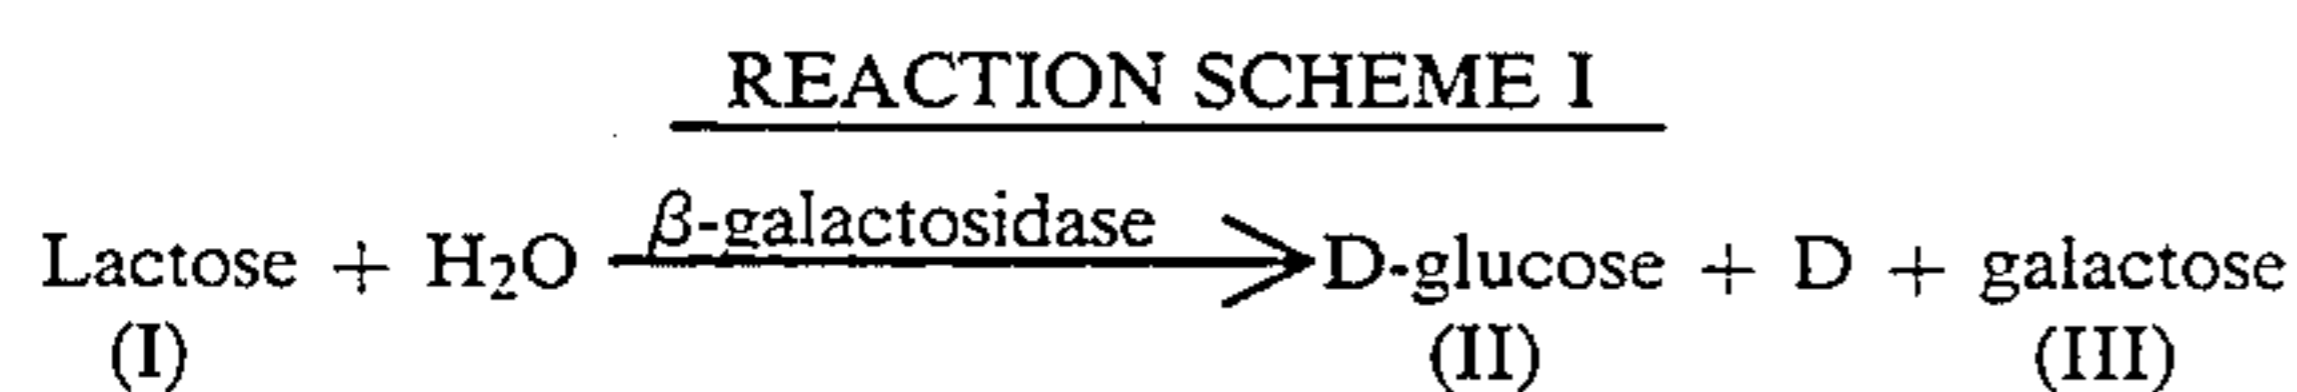 REACTION SCHEME I
β-galactosidase
Lactose + H₂O ⟶ D-glucose + D + galactose
(I) (II) (III)